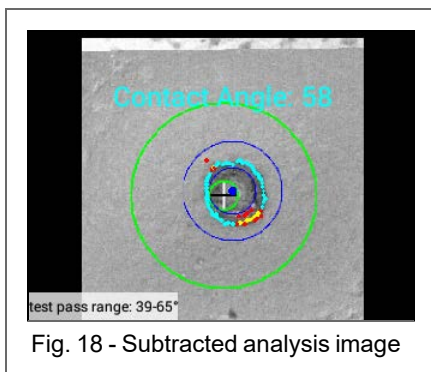 Contact Angle: 58
test pass range: 39-65°
Fig. 18 - Subtracted analysis image